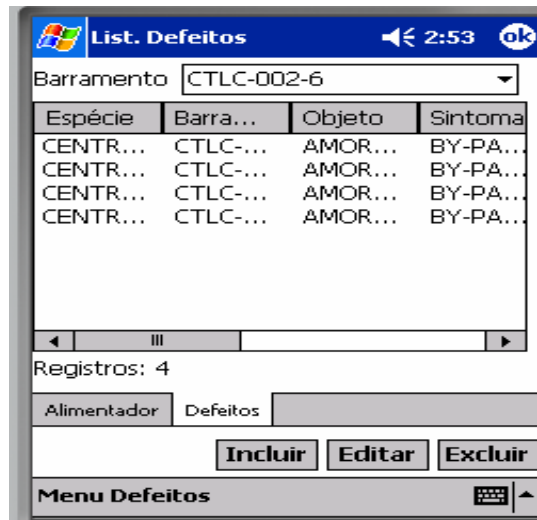 List. Defeitos 2:53 ok
Barramento CTLC-002-6
Espécie Barra... Objeto Sintoma
CENTR... CTLC-... AMOR... BY-PA...
CENTR... CTLC-... AMOR... BY-PA...
CENTR... CTLC-... AMOR... BY-PA...
CENTR... CTLC-... AMOR... BY-PA...
Registros: 4
Alimentador Defeitos
Incluir Editar Excluir
Menu Defeitos